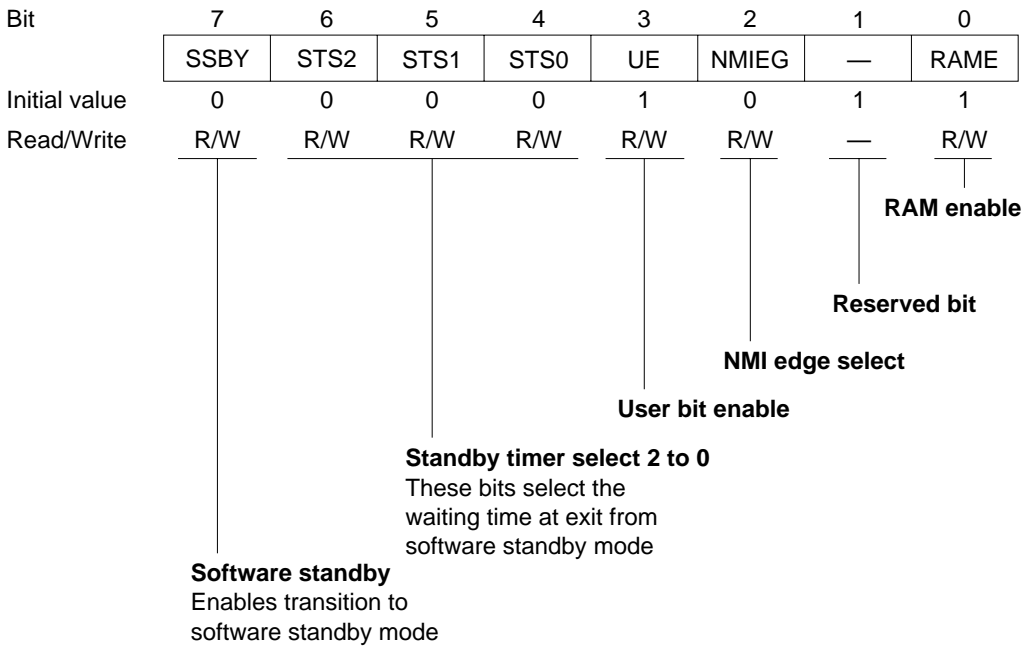 Bit 7 6 5 4 3 2 1 0
SSBY STS2 STS1 STS0 UE NMIEG — RAME
Initial value 0 0 0 0 1 0 1 1
Read/Write R/W R/W R/W R/W R/W R/W — R/W
RAM enable
Reserved bit
NMI edge select
User bit enable
Standby timer select 2 to 0
These bits select the
waiting time at exit from
software standby mode
Software standby
Enables transition to
software standby mode